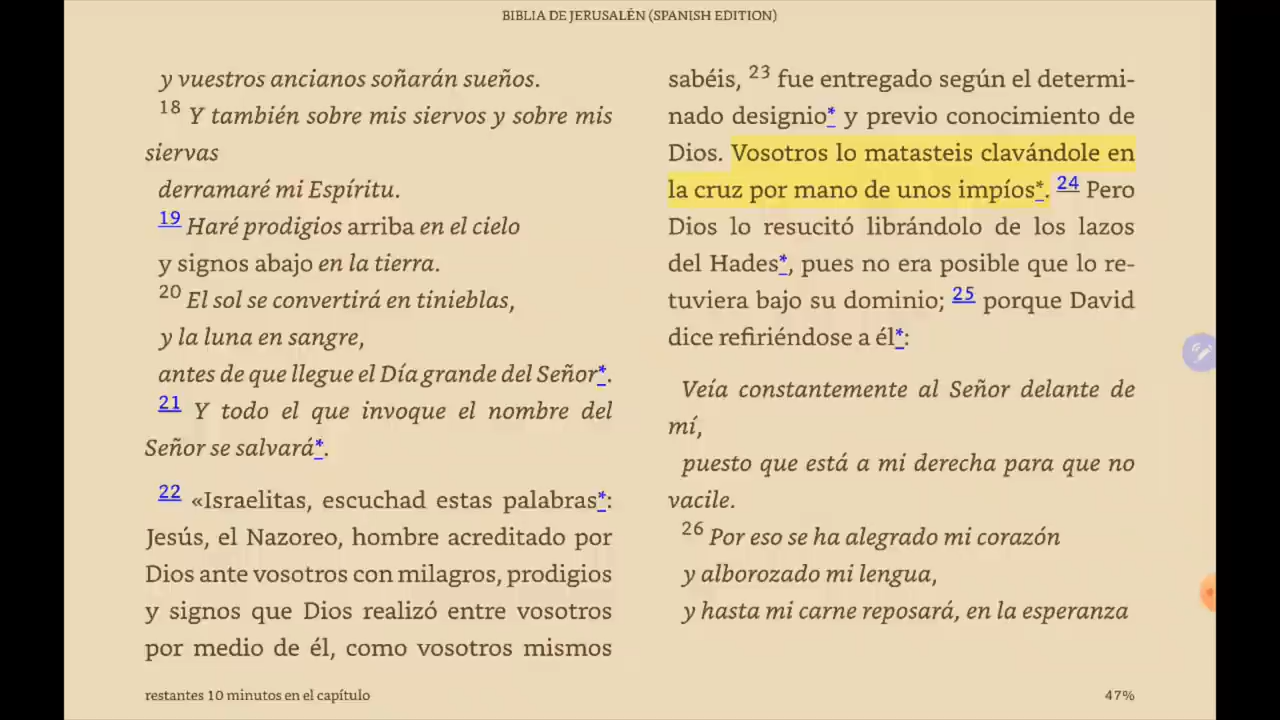 BIBLIA DE JERUSALÉN (SPANISH EDITION)
y vuestros ancianos soñarán sueños.
18 Y también sobre mis siervos y sobre mis
siervas
derramaré mi Espíritu.
19 Haré prodigios arriba en el cielo
y signos abajo en la tierra.
20 El sol se convertirá en tinieblas,
y la luna en sangre,
antes de que llegue el Día grande del Señor*.
21 Y todo el que invoque el nombre del
Señor se salvará*.
22 «Israelitas, escuchad estas palabras*:
Jesús, el Nazoreo, hombre acreditado por
Dios ante vosotros con milagros, prodigios
y signos que Dios realizó entre vosotros
por medio de él, como vosotros mismos
sabéis, 23 fue entregado según el determi-
nado designio* y previo conocimiento de
Dios. Vosotros lo matasteis clavándole en
la cruz por mano de unos impíos*. 24 Pero
Dios lo resucitó librándolo de los lazos
del Hades*, pues no era posible que lo re-
tuviera bajo su dominio; 25 porque David
dice refiriéndose a él*:
Veía constantemente al Señor delante de
mí,
puesto que está a mi derecha para que no
vacile.
26 Por eso se ha alegrado mi corazón
y alborozado mi lengua,
y hasta mi carne reposará, en la esperanza
restantes 10 minutos en el capítulo
47%